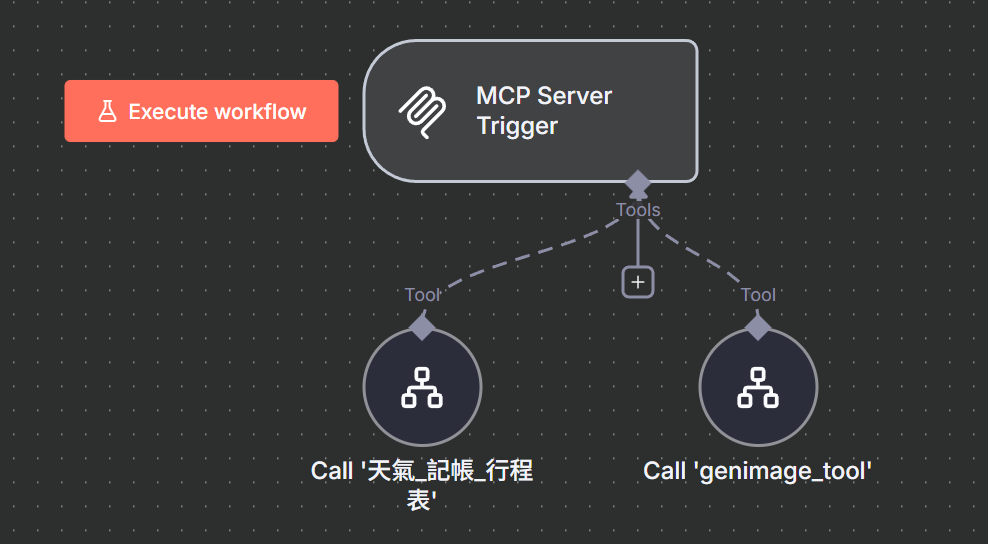 Execute workflow
MCP Server
Trigger
Tools
Tool
Tool
Call '天氣_記帳_行程
表'
Call 'genimage_tool'